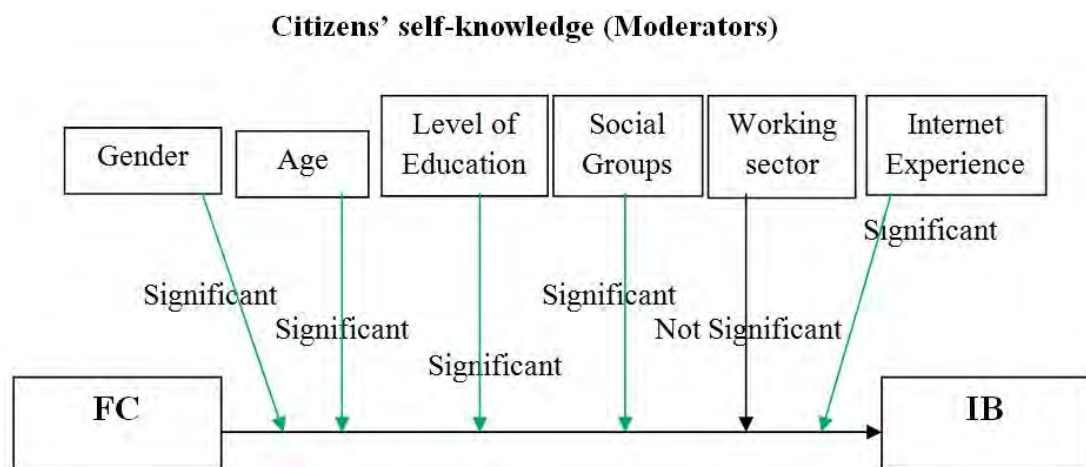 Citizens' self-knowledge (Moderators)
Gender
Age
Level of
Education
Social
Groups
Working
sector
Internet
Experience
Significant
Significant
Significant
Significant
Not Significant
Significant
FC
IB